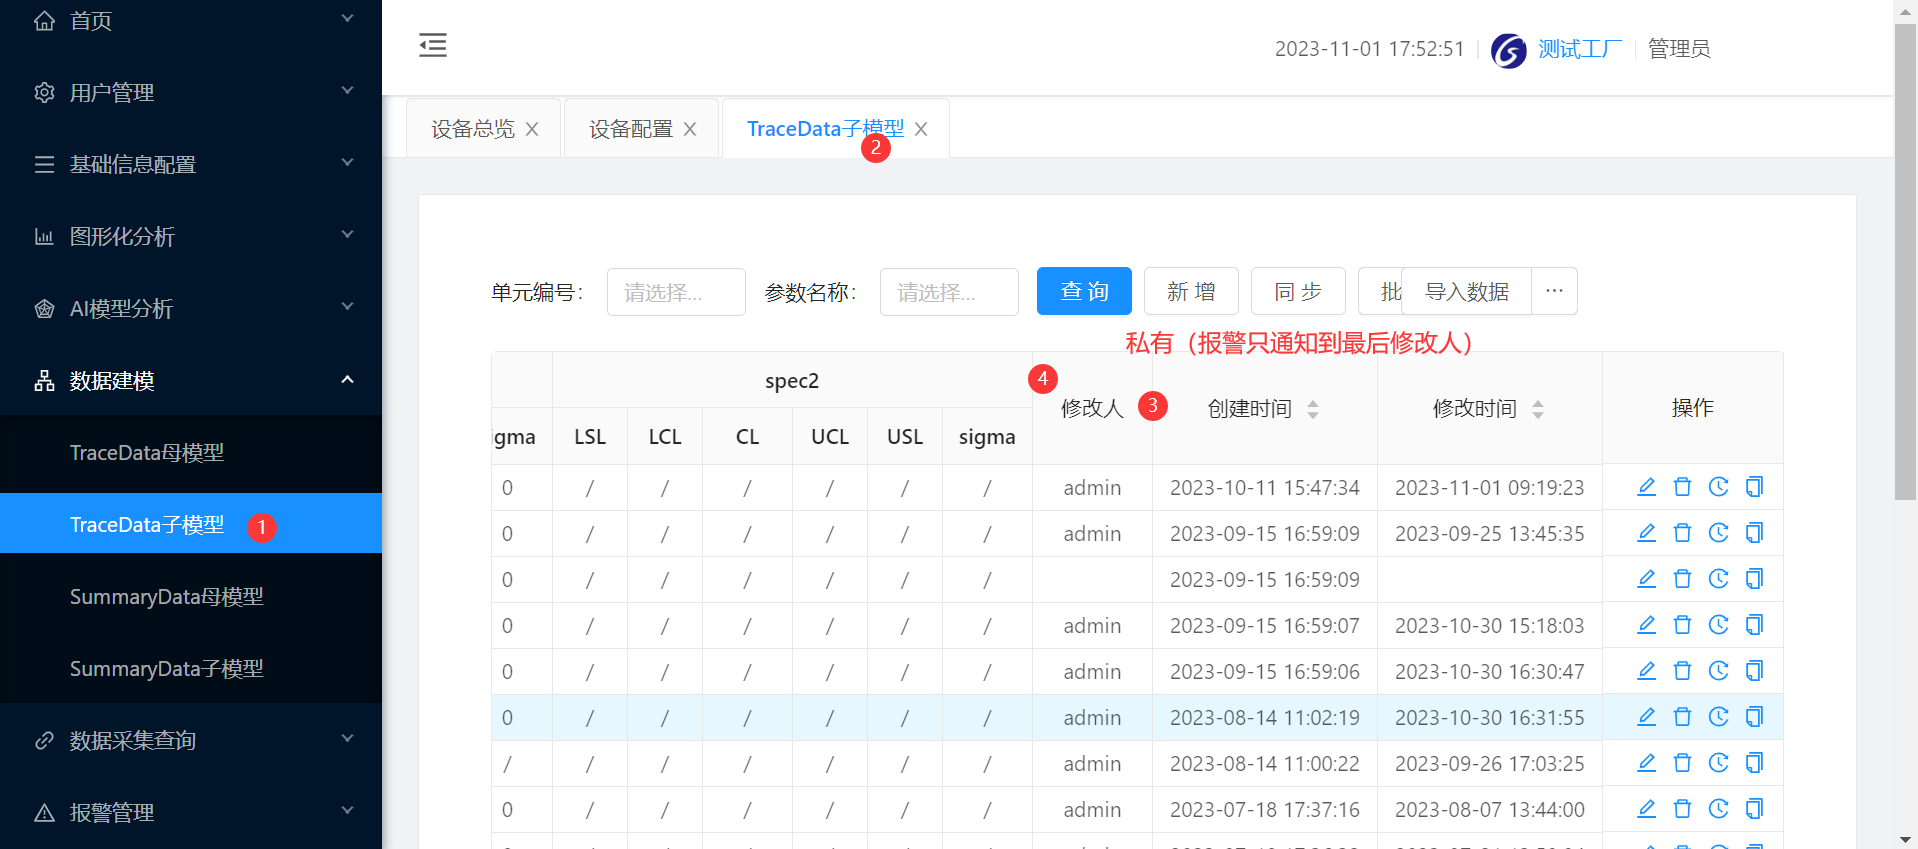 首页
用户管理
基础信息配置
图形化分析
AI模型分析
数据建模
TraceData母模型
TraceData子模型 1
SummaryData母模型
SummaryData子模型
数据采集查询
报警管理
2023-11-01 17:52:51 测试工厂 管理员
设备总览 设备配置 TraceData子模型
2
单元编号: 请选择... 参数名称: 请选择... 查 询 新 增 同 步 批 导入数据 ···
私有（报警只通知到最后修改人）
spec2 4 修改人 3 创建时间 修改时间 操作
igma LSL LCL CL UCL USL sigma
0 / / / / / / admin 2023-10-11 15:47:34 2023-11-01 09:19:23
0 / / / / / / admin 2023-09-15 16:59:09 2023-09-25 13:45:35
0 / / / / / / 2023-09-15 16:59:09
0 / / / / / / admin 2023-09-15 16:59:07 2023-10-30 15:18:03
0 / / / / / / admin 2023-09-15 16:59:06 2023-10-30 16:30:47
0 / / / / / / admin 2023-08-14 11:02:19 2023-10-30 16:31:55
/ / / / / / / admin 2023-08-14 11:00:22 2023-09-26 17:03:25
0 / / / / / / admin 2023-07-18 17:37:16 2023-08-07 13:44:00